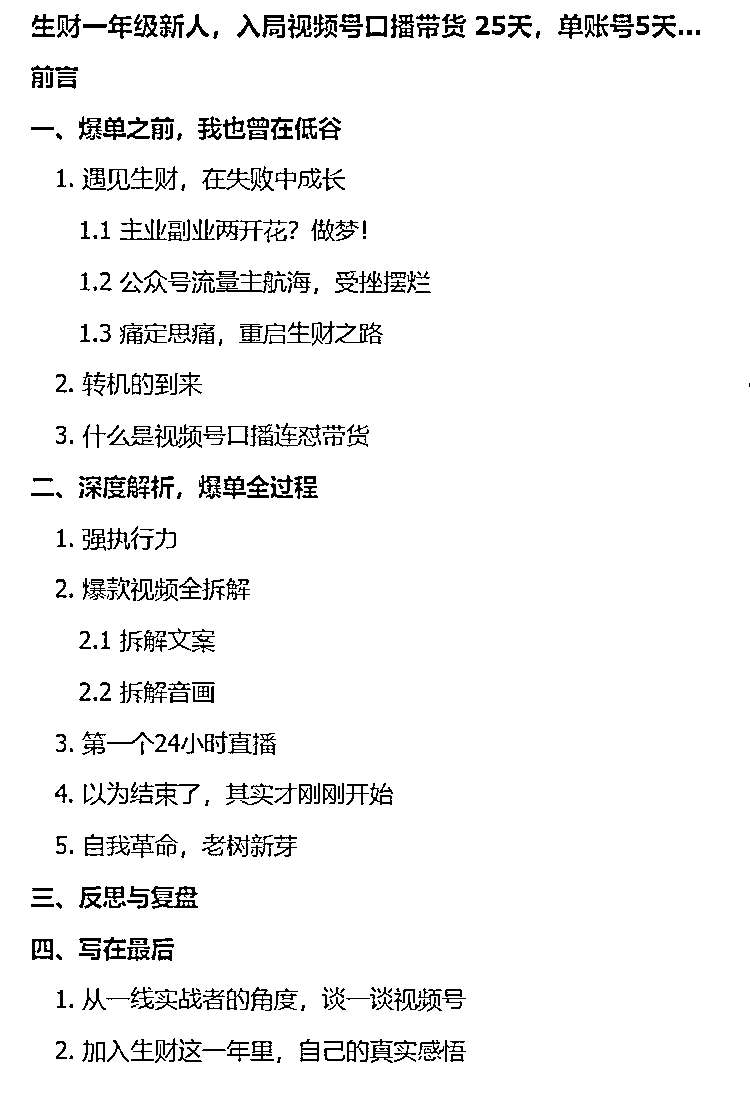 生财一年级新人，入局视频号口播带货 25天，单账号5天...
前言
一、爆单之前，我也曾在低谷
1. 遇见生财，在失败中成长
1.1 主业副业两开花？做梦！
1.2 公众号流量主航海，受挫摆烂
1.3 痛定思痛，重启生财之路
2. 转机的到来
3. 什么是视频号口播连怼带货
二、深度解析，爆单全过程
1. 强执行力
2. 爆款视频全拆解
2.1 拆解文案
2.2 拆解音画
3. 第一个24小时直播
4. 以为结束了，其实才刚刚开始
5. 自我革命，老树新芽
三、反思与复盘
四、写在最后
1. 从一线实战者的角度，谈一谈视频号
2. 加入生财这一年里，自己的真实感悟